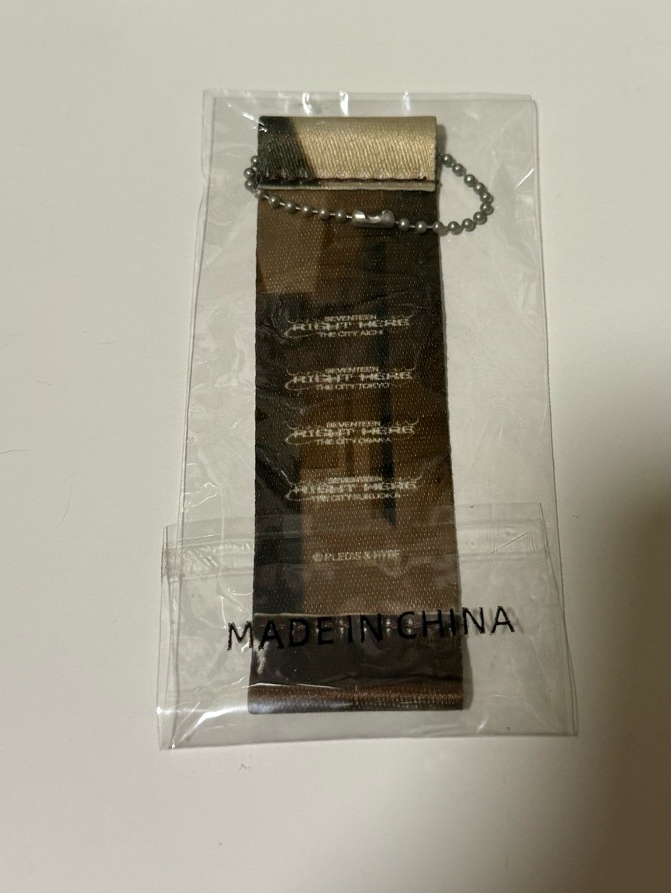 SEVENTEEN
RIGHT HERE
THE CITY AICHI
SEVENTEEN
RIGHT HERE
THE CITY TOKYO
SEVENTEEN
RIGHT HERE
THE CITY OSAKA
SEVENTEEN
RIGHT HERE
THE CITY FUKUOKA
© PLEDIS & HYBE
MADE IN CHINA